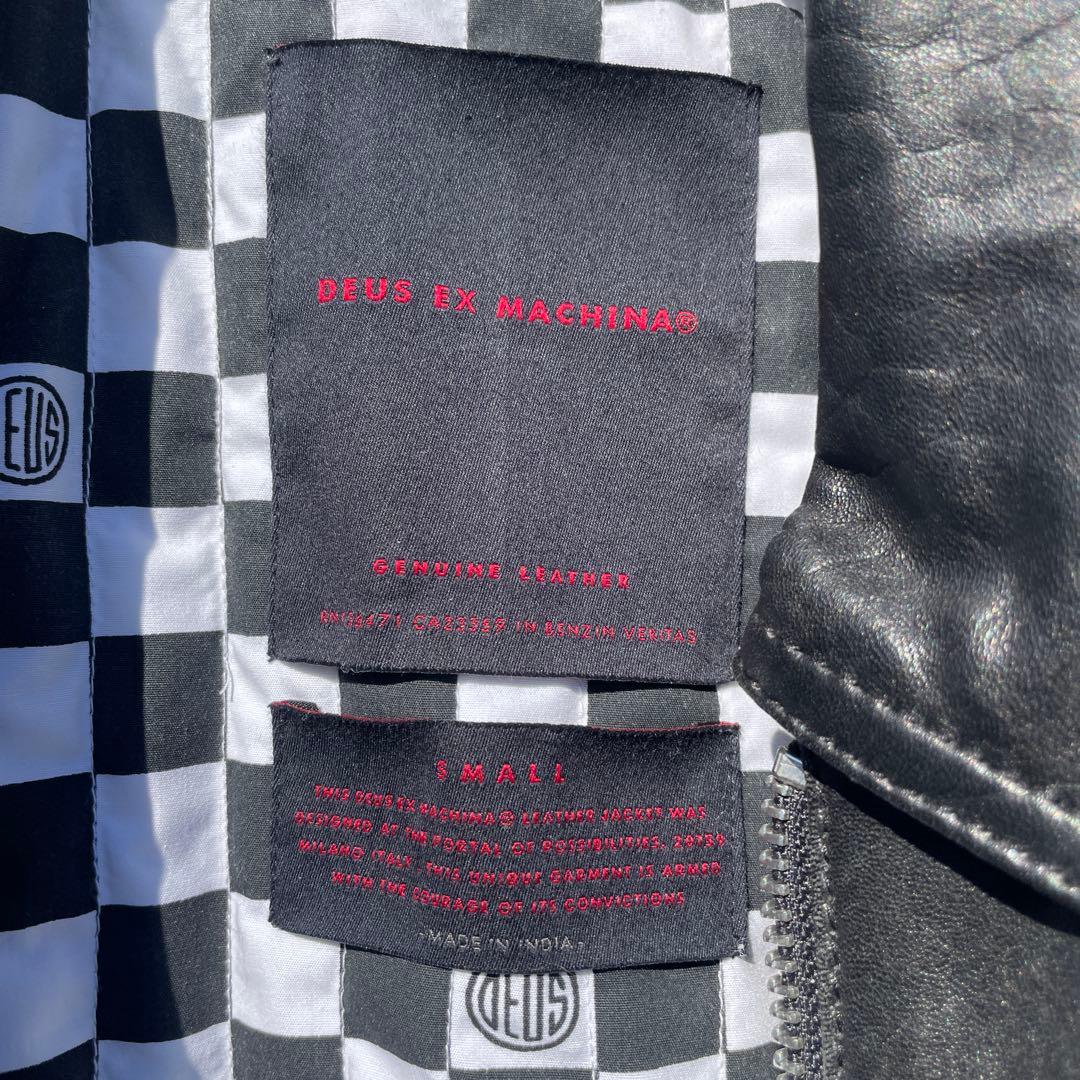 DEUS EX MACHINA®
EUS
GENUINE LEATHER
RN136471 CA23359 IN BENZIN VERITAS
SMALL
THIS DEUS EX MACHINA® LEATHER JACKET WAS
DESIGNED AT THE PORTAL OF POSSIBILITIES, 20159
MILANO ITALY. THIS UNIQUE GARMENT IS ARMED
WITH THE COURAGE OF ITS CONVICTIONS
-MADE IN INDIA-
DEUS